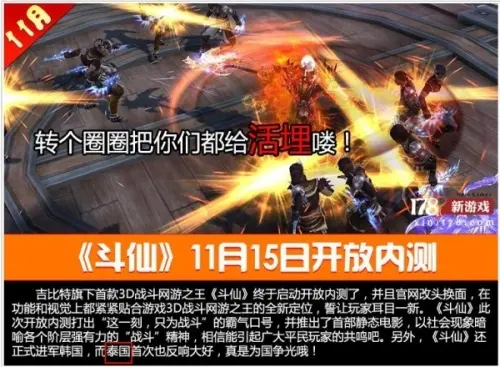 11月
转个圈圈把你们都给活埋喽！
178新游戏
xin.178.com
《斗仙》11月15日开放内测
吉比特旗下首款3D战斗网游之王《斗仙》终于启动开放内测了，并且官网改头换面，在
功能和视觉上都紧紧贴合游戏3D战斗网游之王的全新定位，誓让玩家耳目一新。《斗仙》此
次开放内测打出“这一刻，只为战斗”的霸气口号，并推出了首部静态电影，以社会现象暗
喻各个阶层强有力的“战斗”精神，相信能引起广大平民玩家的共鸣吧。另外，《斗仙》还
正式进军韩国，而泰国首次也反响大好，真是为国争光哦！